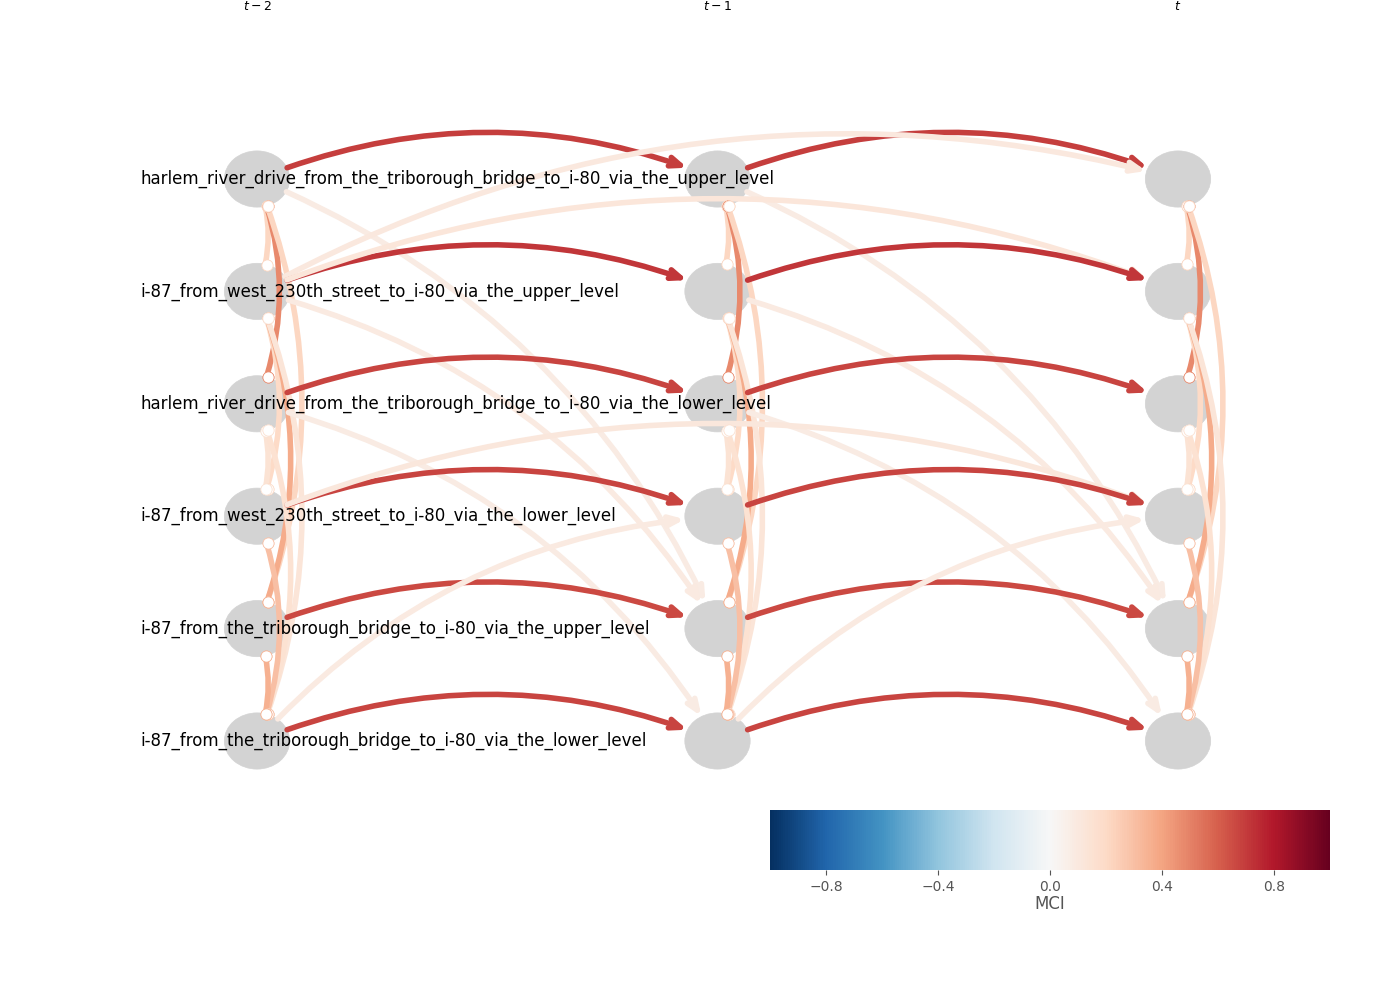 t − 2
t − 1
t
harlem_river_drive_from_the_triborough_bridge_to_i-80_via_the_upper_level
i-87_from_west_230th_street_to_i-80_via_the_upper_level
harlem_river_drive_from_the_triborough_bridge_to_i-80_via_the_lower_level
i-87_from_west_230th_street_to_i-80_via_the_lower_level
i-87_from_the_triborough_bridge_to_i-80_via_the_upper_level
i-87_from_the_triborough_bridge_to_i-80_via_the_lower_level
−0.8
−0.4
0.0
0.4
0.8
MCI